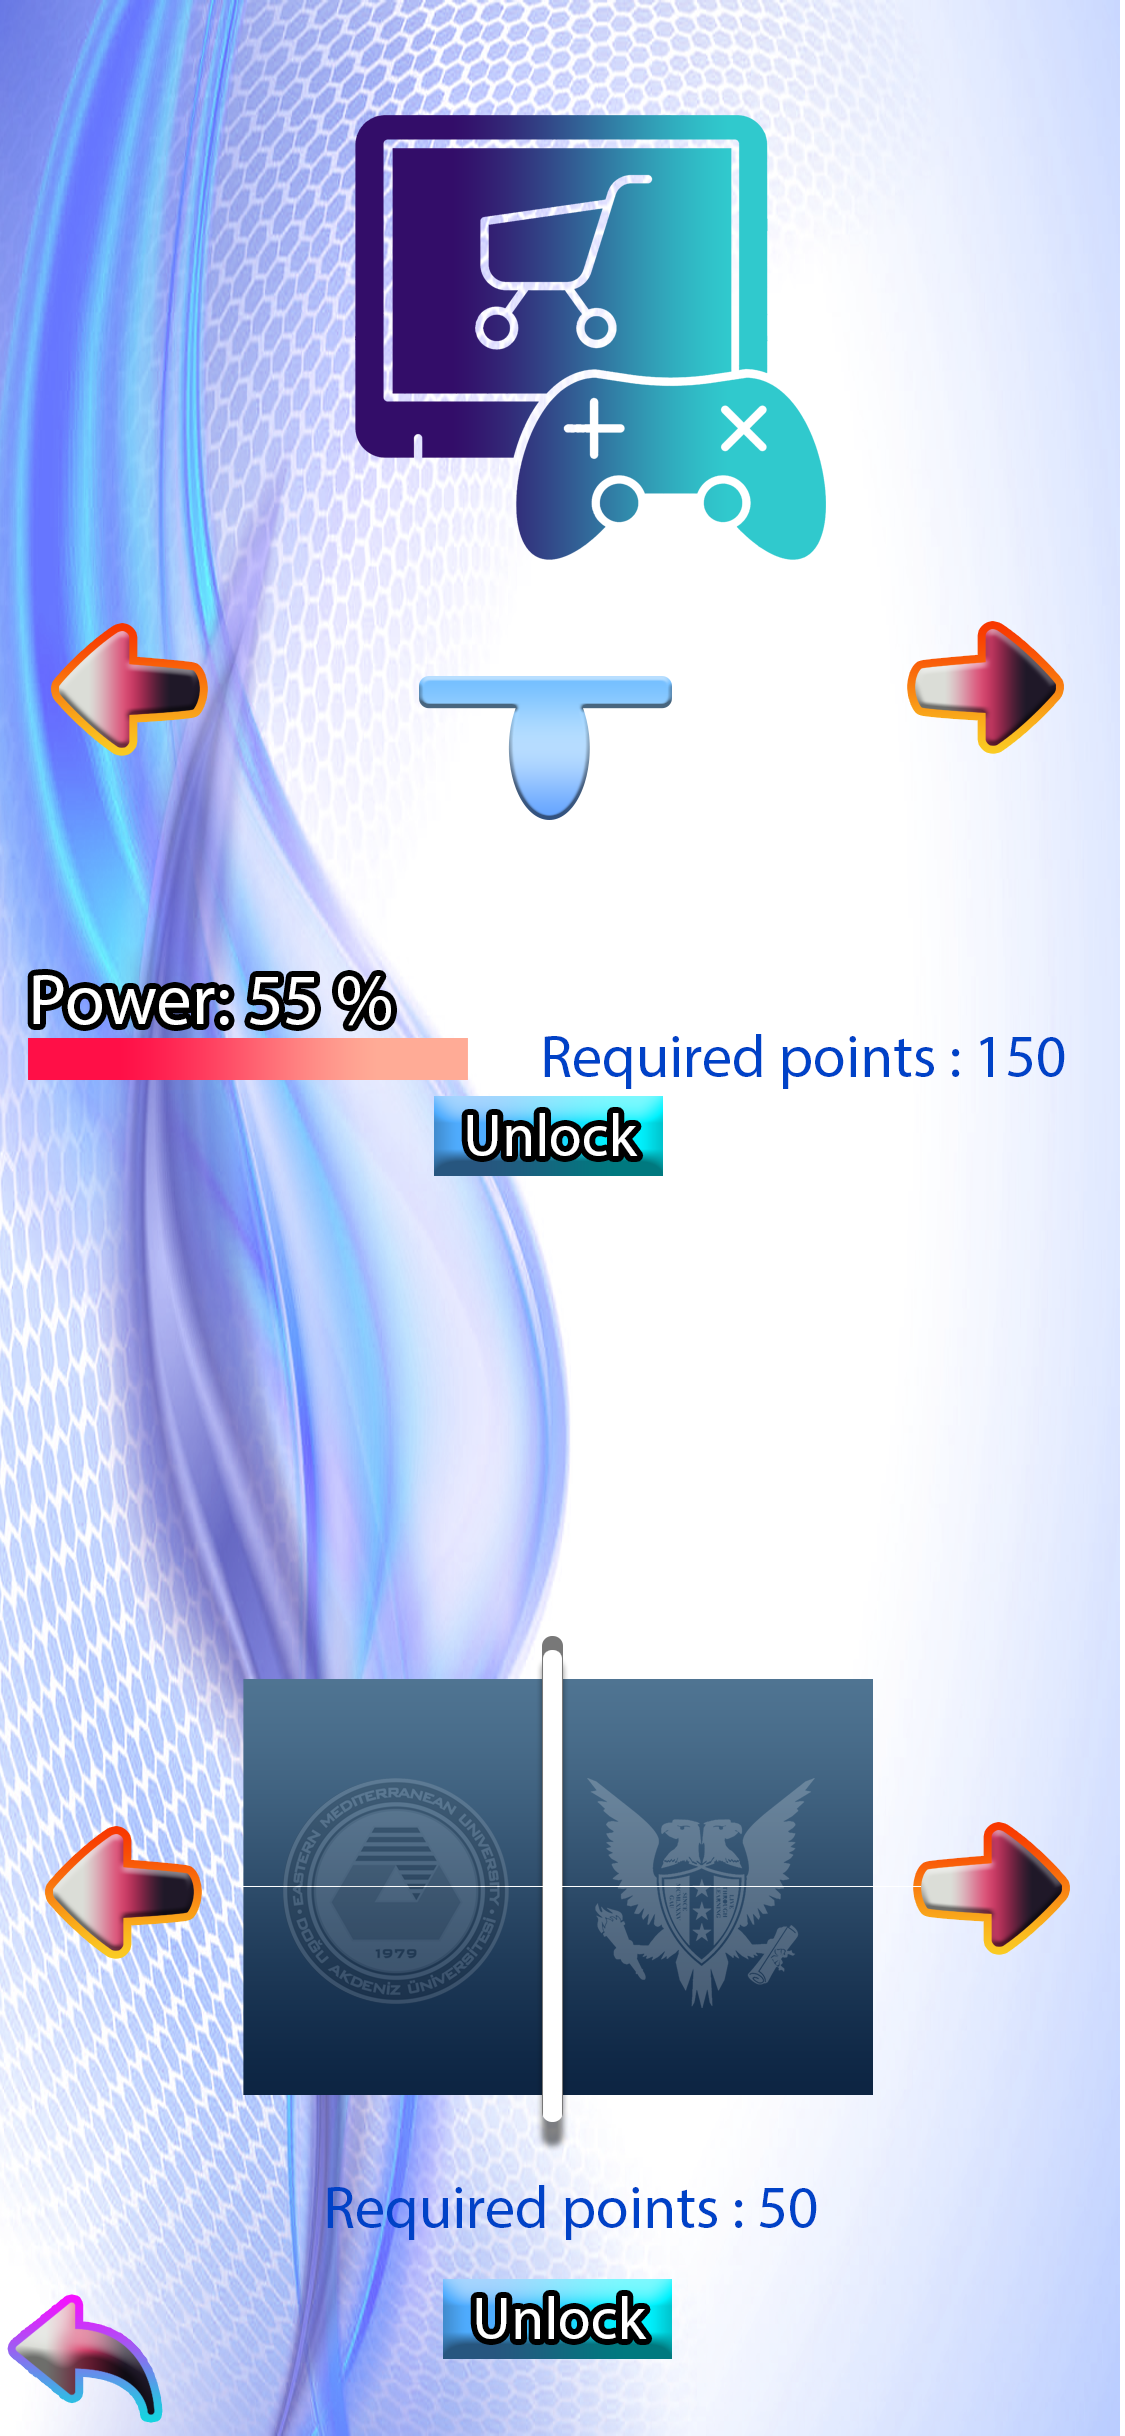 Power: 55 %
Required points : 150
Unlock
EASTERN MEDITERRANEAN UNIVERSITY
1979
DOĞU AKDENİZ ÜNİVERSİTESİ
Required points : 50
Unlock